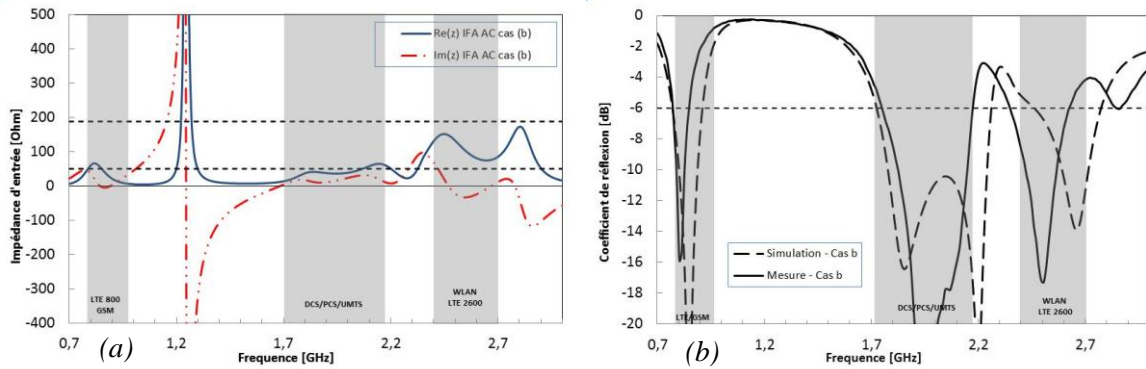 500
400
300
200
100
0
-100
-200
-300
-400
Impédance d'entrée [Ohm]
Re(z) IFA AC cas (b)
Im(z) IFA AC cas (b)
LTE 800
GSM
DCS/PCS/UMTS
WLAN
LTE 2600
0,7
1,2
1,7
2,2
2,7
(a)
Frequence [GHz]
0
-2
-4
-6
-8
-10
-12
-14
-16
-18
-20
Coefficient de réflexion [dB]
Simulation - Cas b
Mesure - Cas b
LTE/GSM
DCS/PCS/UMTS
WLAN
LTE 2600
0,7
1,2
1,7
2,2
2,7
(b)
Frequence [GHz]